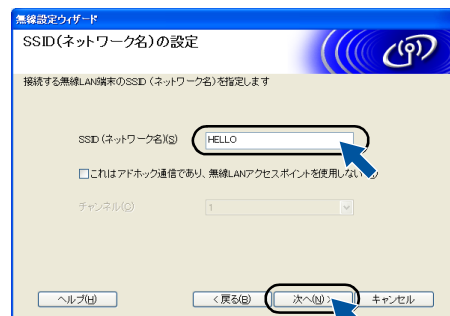 無線設定ウィザード
SSID(ネットワーク名)の設定
接続する無線LAN端末のSSID(ネットワーク名)を指定します
SSID(ネットワーク名)(S) HELLO
これはアドホック通信であり、無線LANアクセスポイントを使用しない
チャンネル(C) 1
ヘルプ(H) <戻る(B) 次へ(N)> キャンセル